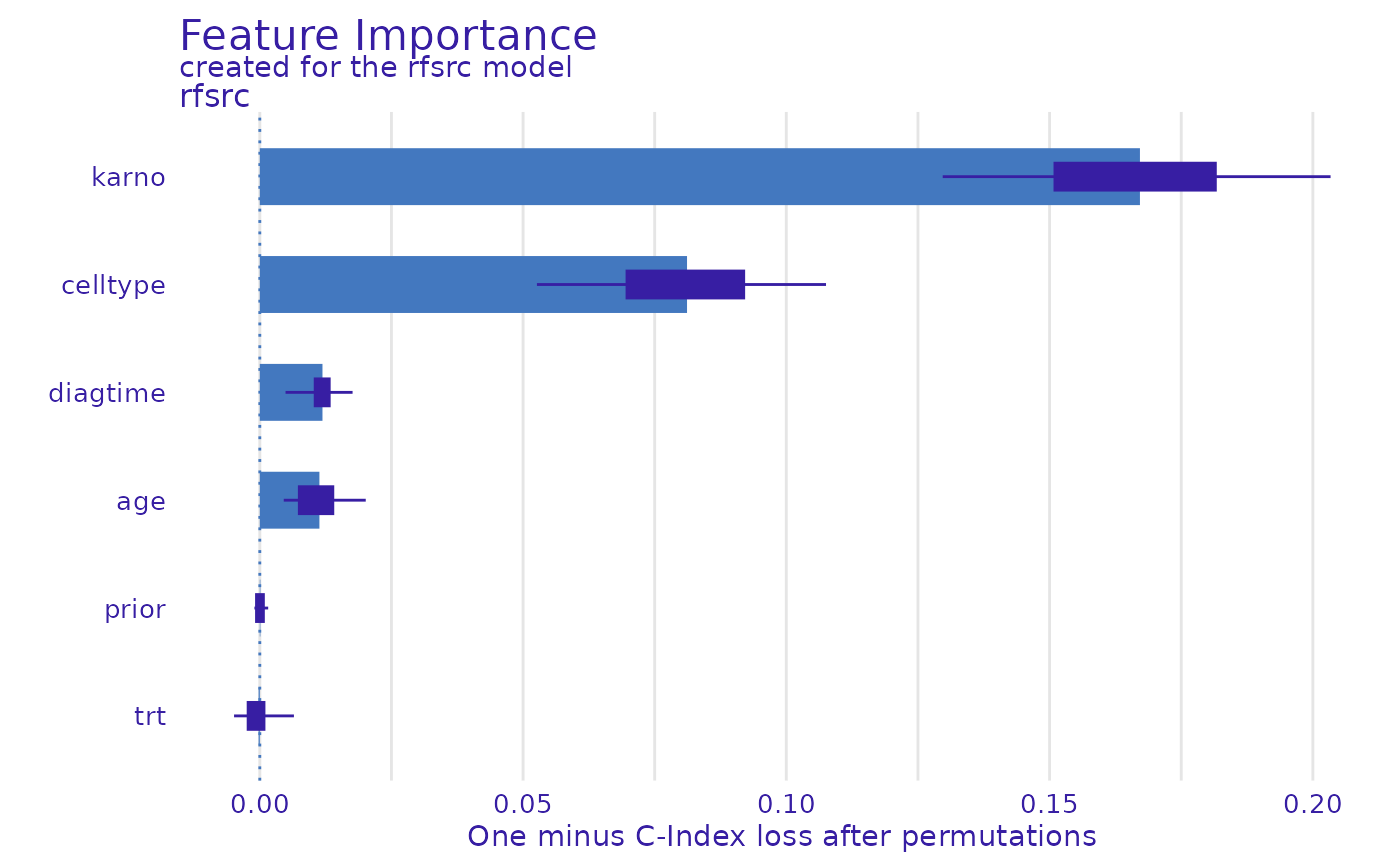 Feature Importance
created for the rfsrc model
rfsrc
karno
celltype
diagtime
age
prior
trt
0.00 0.05 0.10 0.15 0.20
One minus C-Index loss after permutations